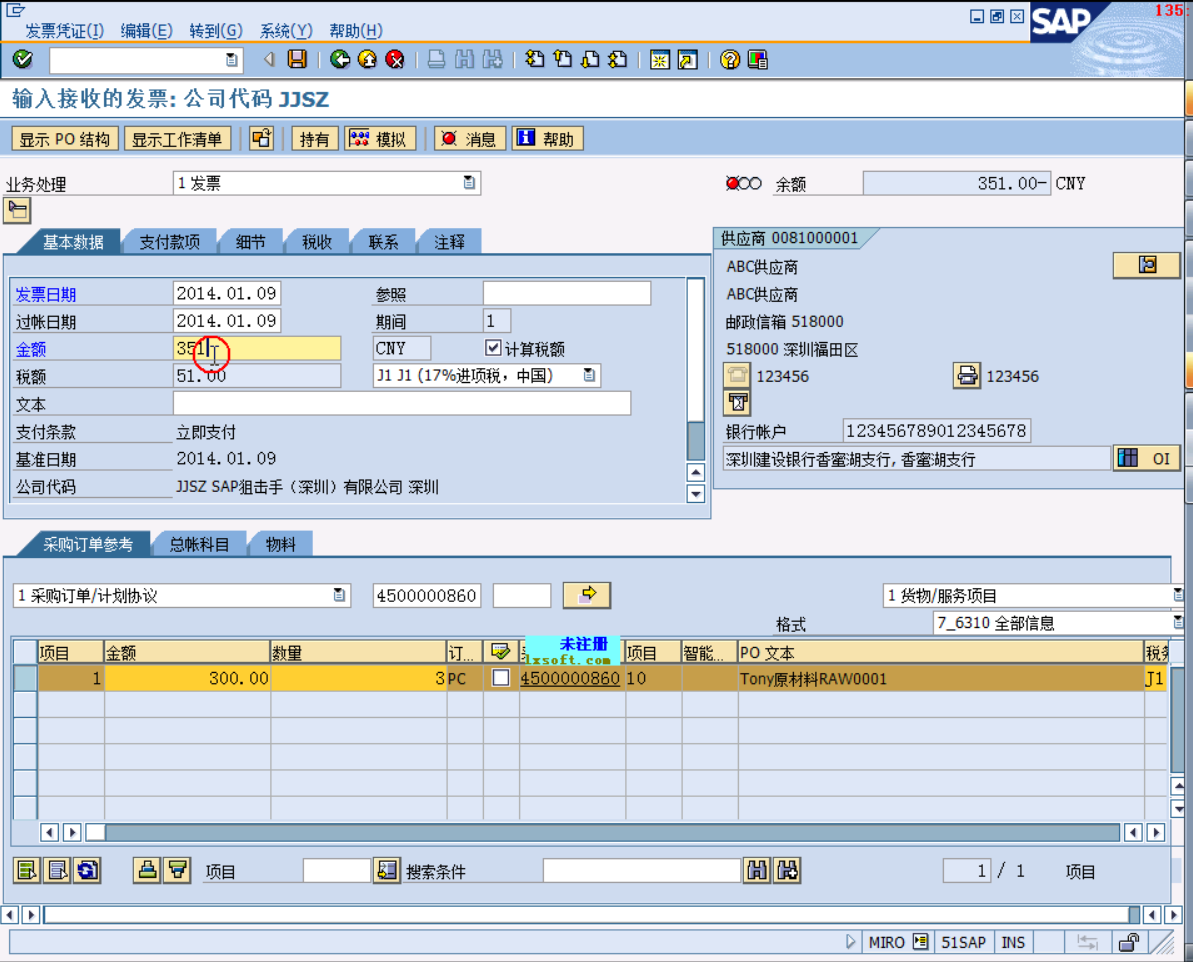 135
发票凭证(I) 编辑(E) 转到(G) 系统(Y) 帮助(H)
SAP
输入接收的发票: 公司代码 JJSZ
显示 PO 结构 显示工作清单 持有 模拟 消息 帮助
业务处理 1 发票 余额 351.00- CNY
基本数据 支付款项 细节 税收 联系 注释
供应商 0081000001
ABC供应商
发票日期 2014.01.09 参照
ABC供应商
过帐日期 2014.01.09 期间 1
邮政信箱 518000
金额 351 CNY 计算税额
518000 深圳福田区
税额 51.00 J1 J1 (17%进项税，中国)
123456 123456
文本
支付条款 立即支付
银行帐户 123456789012345678
基准日期 2014.01.09
深圳建设银行香蜜湖支行, 香蜜湖支行 OI
公司代码 JJSZ SAP狙击手（深圳）有限公司 深圳
采购订单参考 总帐科目 物料
1 采购订单/计划协议 4500000860 1 货物/服务项目
格式 7_6310 全部信息
未注册
lxsoft.com
项目 金额 数量 订... 项目 智能... PO 文本
1 300.00 3 PC 4500000860 10 Tony原材料RAW0001 J1
项目 搜索条件 1 / 1 项目
MIRO 51SAP INS